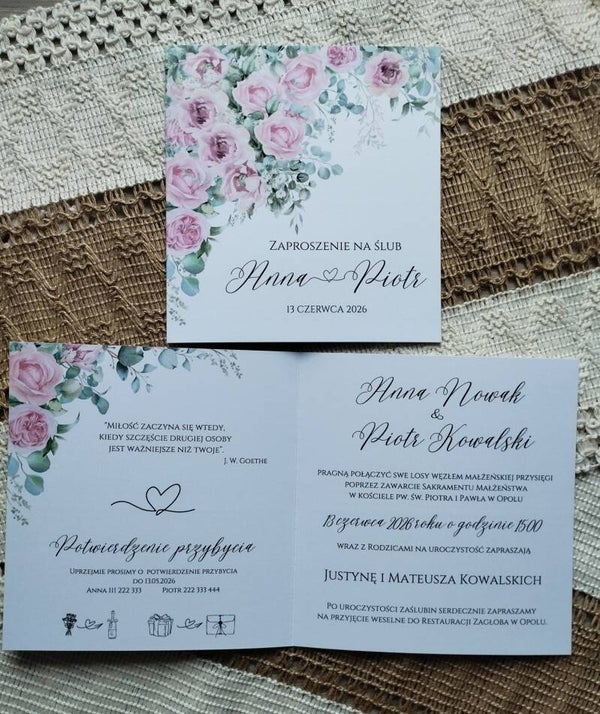 Zaproszenie na ślub
Anna Piotr
13 czerwca 2026
"Miłość zaczyna się wtedy,
kiedy szczęście drugiej osoby
jest ważniejsze niż twoje".
J. W. Goethe
Potwierdzenie przybycia
Uprzejmie prosimy o potwierdzenie przybycia
do 13.05.2026
Anna 111 222 333 Piotr 222 333 444
Anna Nowak
&
Piotr Kowalski
pragną połączyć swe losy węzłem małżeńskiej przysięgi
poprzez zawarcie Sakramentu Małżeństwa
w kościele pw. św. Piotra i Pawła w Opolu
13 czerwca 2026 roku o godzinie 15:00
wraz z Rodzicami na uroczystość zapraszają
Justynę i Mateusza Kowalskich
Po uroczystości zaślubin serdecznie zapraszamy
na przyjęcie weselne do Restauracji Zagłoba w Opolu.